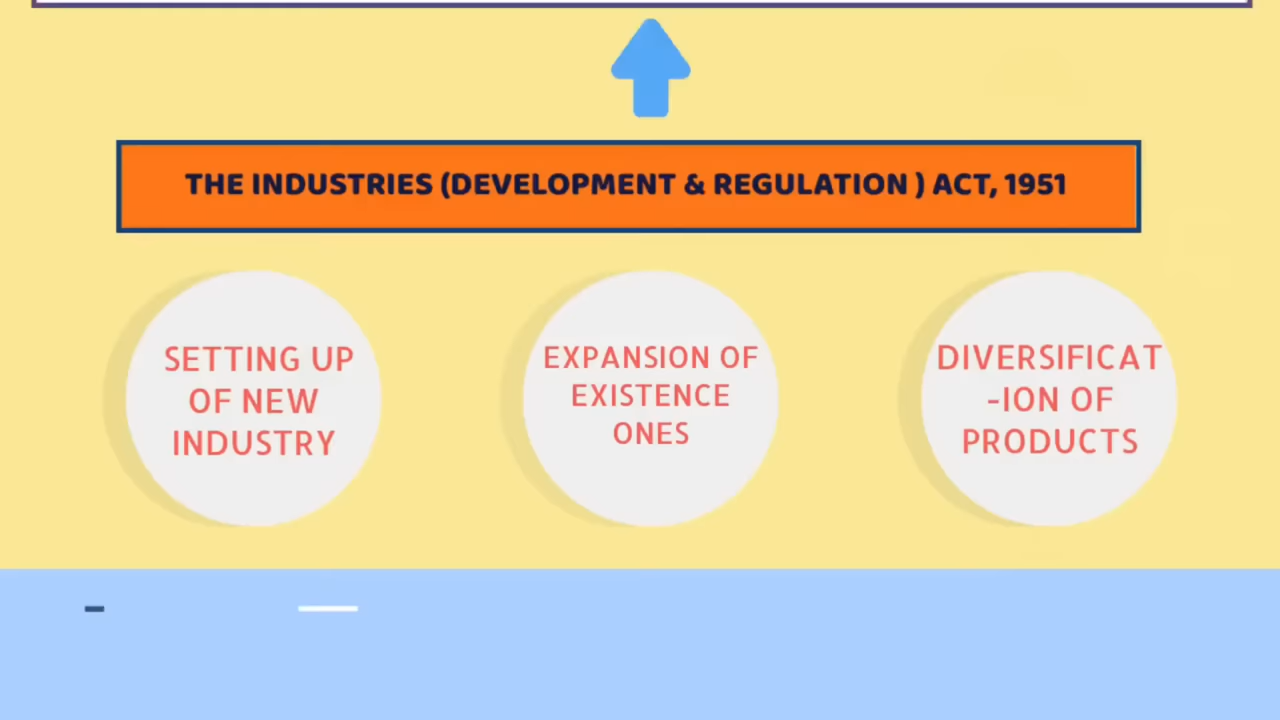 THE INDUSTRIES (DEVELOPMENT & REGULATION ) ACT, 1951
SETTING UP
OF NEW
INDUSTRY
EXPANSION OF
EXISTENCE
ONES
DIVERSIFICAT
-ION OF
PRODUCTS